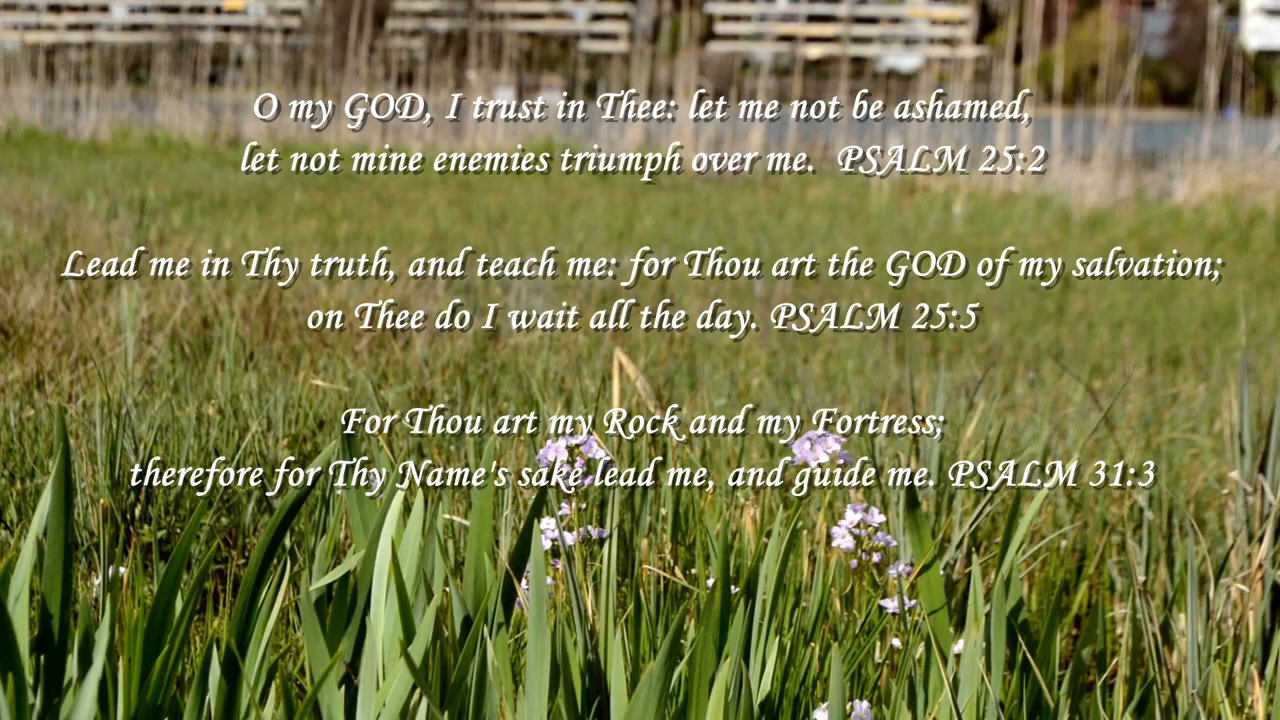 O my GOD, I trust in Thee: let me not be ashamed,
let not mine enemies triumph over me.  PSALM 25:2
Lead me in Thy truth, and teach me: for Thou art the GOD of my salvation;
on Thee do I wait all the day. PSALM 25:5
For Thou art my Rock and my Fortress;
therefore for Thy Name's sake lead me, and guide me. PSALM 31:3